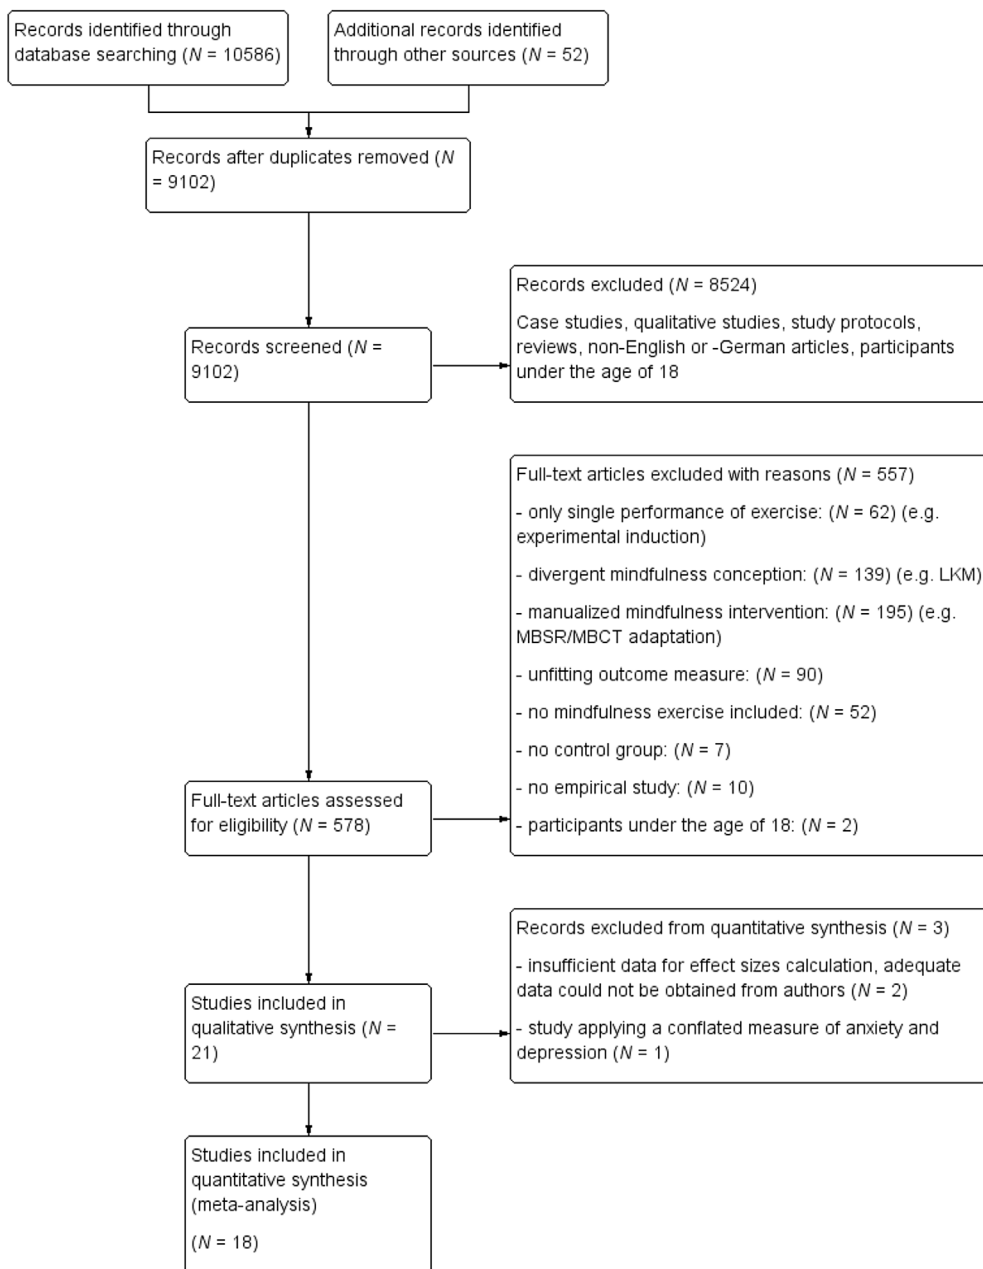 Records identified through
database searching (N = 10586)
Additional records identified
through other sources (N = 52)
Records after duplicates removed (N
= 9102)
Records screened (N =
9102)
Records excluded (N = 8524)
Case studies, qualitative studies, study protocols,
reviews, non-English or -German articles, participants
under the age of 18
Full-text articles assessed
for eligibility (N = 578)
Full-text articles excluded with reasons (N = 557)
- only single performance of exercise: (N = 62) (e.g.
experimental induction)
- divergent mindfulness conception: (N = 139) (e.g. LKM)
- manualized mindfulness intervention: (N = 195) (e.g.
MBSR/MBCT adaptation)
- unfitting outcome measure: (N = 90)
- no mindfulness exercise included: (N = 52)
- no control group: (N = 7)
- no empirical study: (N = 10)
- participants under the age of 18: (N = 2)
Studies included in
qualitative synthesis (N =
21)
Records excluded from quantitative synthesis (N = 3)
- insufficient data for effect sizes calculation, adequate
data could not be obtained from authors (N = 2)
- study applying a conflated measure of anxiety and
depression (N = 1)
Studies included in
quantitative synthesis
(meta-analysis)
(N = 18)